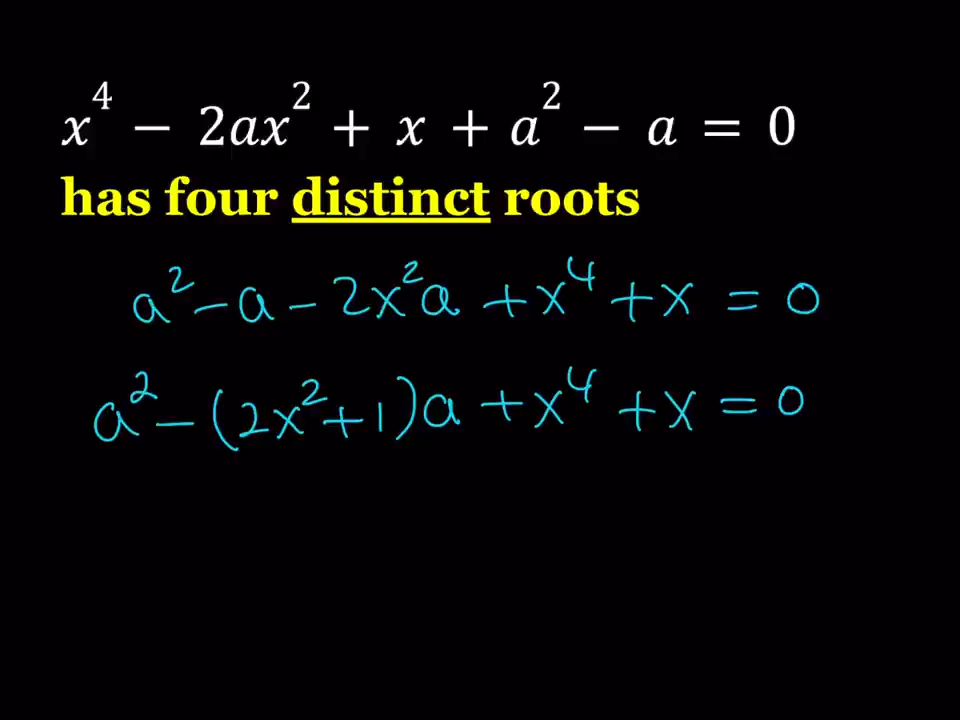 x⁴ − 2ax² + x + a² − a = 0
has four distinct roots
a² − a − 2x²a + x⁴ + x = 0
a² − (2x² + 1)a + x⁴ + x = 0